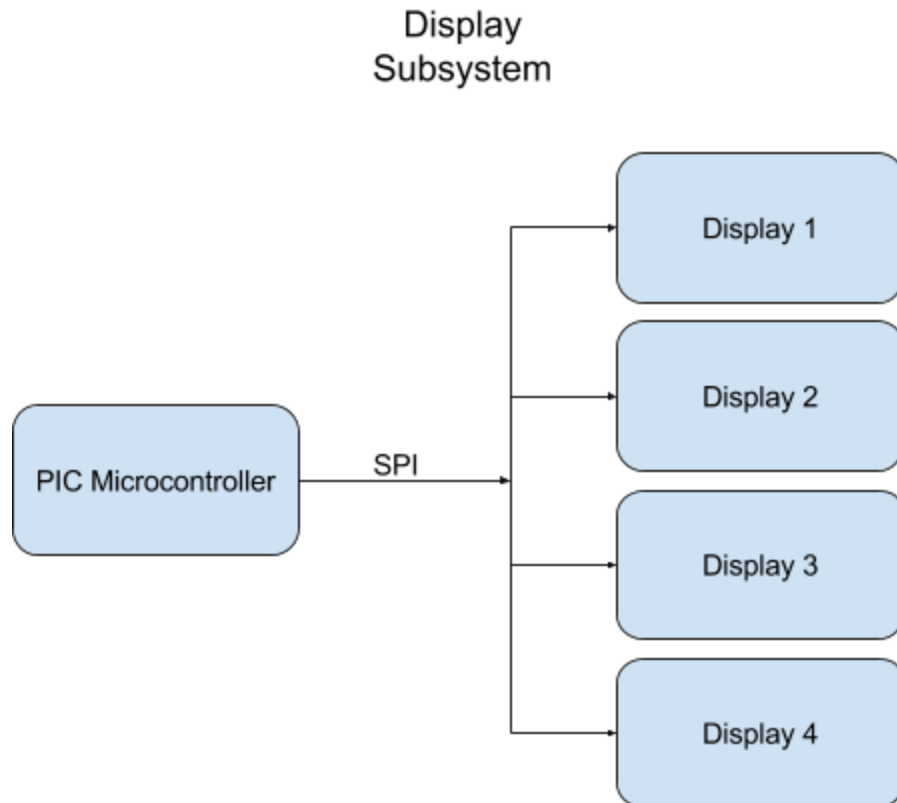 Display
Subsystem
Display 1
Display 2
PIC Microcontroller
SPI
Display 3
Display 4